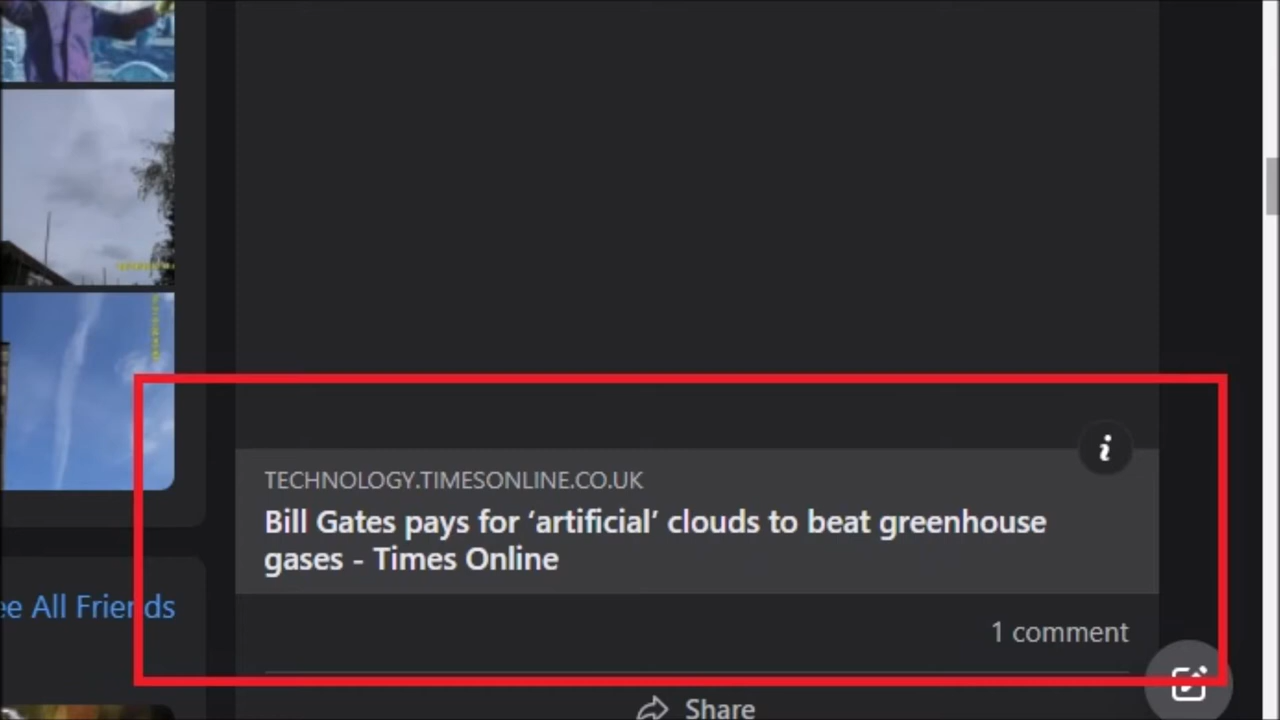 TECHNOLOGY.TIMESONLINE.CO.UK
Bill Gates pays for ‘artificial’ clouds to beat greenhouse
gases - Times Online
ee All Friends
1 comment
Share